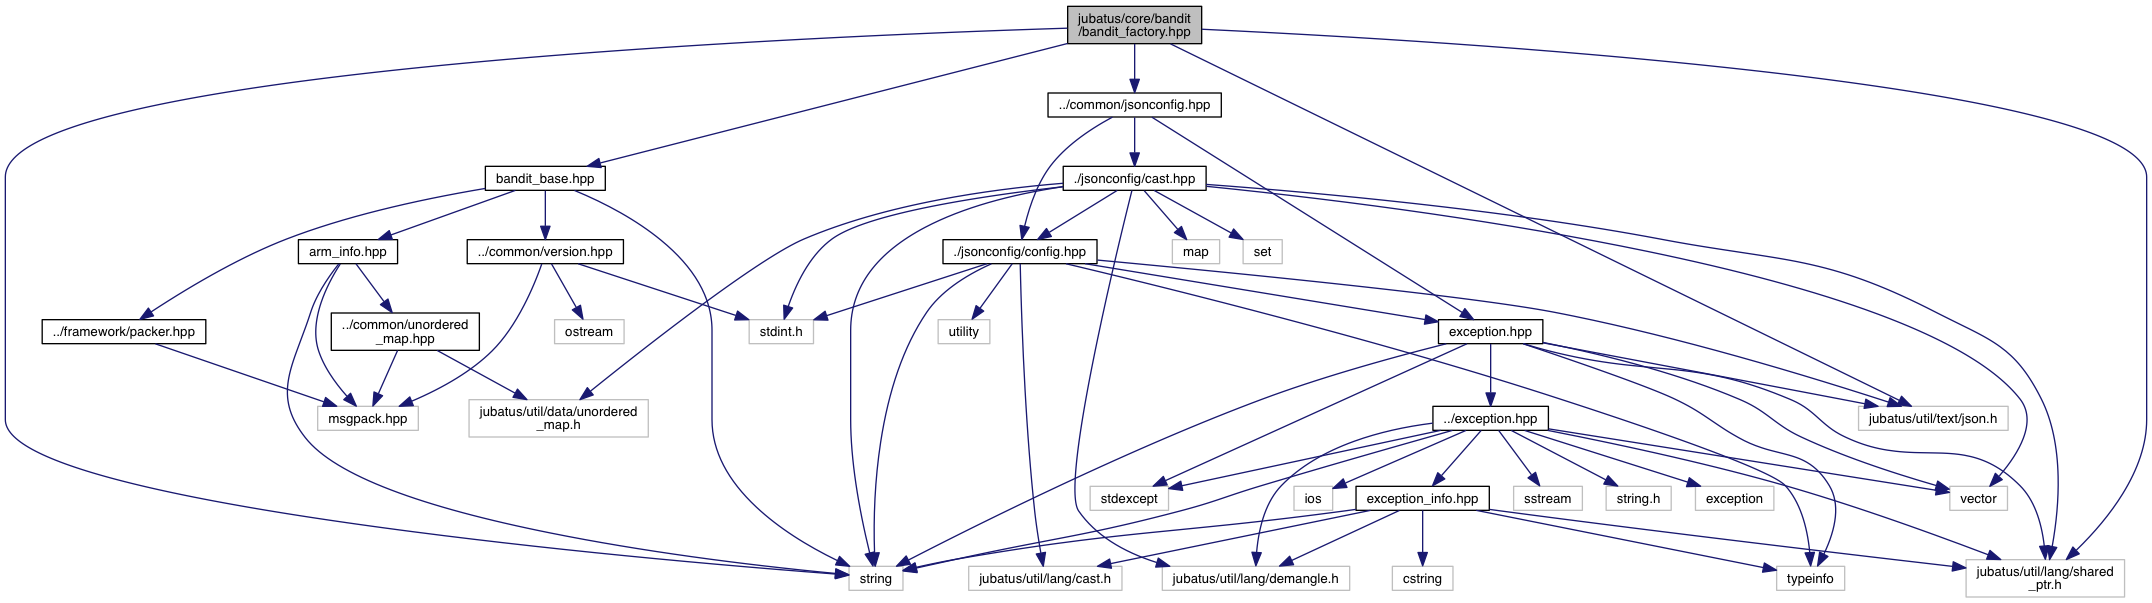 jubatus/core/bandit
/bandit_factory.hpp
../common/jsonconfig.hpp
bandit_base.hpp
./jsonconfig/cast.hpp
arm_info.hpp
../common/version.hpp
./jsonconfig/config.hpp
map
set
../framework/packer.hpp
../common/unordered
_map.hpp
ostream
stdint.h
utility
exception.hpp
msgpack.hpp
jubatus/util/data/unordered
_map.h
../exception.hpp
jubatus/util/text/json.h
stdexcept
ios
exception_info.hpp
sstream
string.h
exception
vector
string
jubatus/util/lang/cast.h
jubatus/util/lang/demangle.h
cstring
typeinfo
jubatus/util/lang/shared
_ptr.h